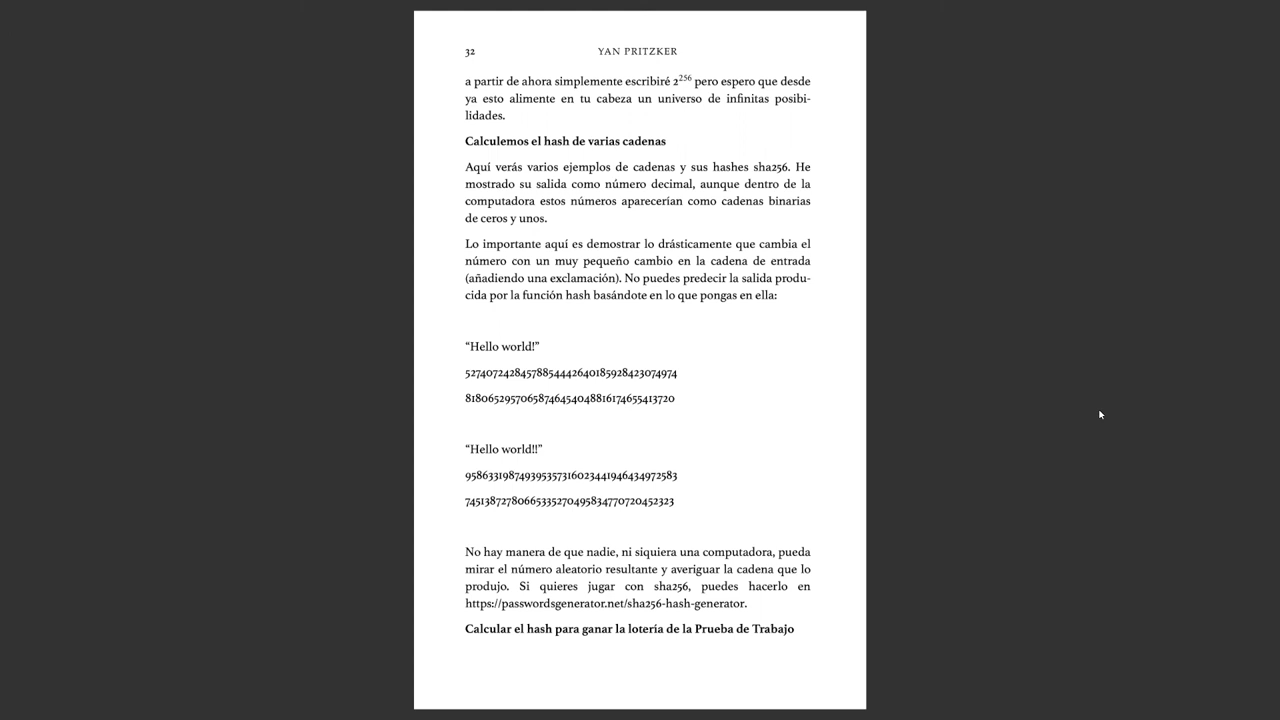 32
YAN PRITZKER
a partir de ahora simplemente escribiré 2²⁵⁶ pero espero que desde
ya esto alimente en tu cabeza un universo de infinitas posibi-
lidades.
Calculemos el hash de varias cadenas
Aquí verás varios ejemplos de cadenas y sus hashes sha256. He
mostrado su salida como número decimal, aunque dentro de la
computadora estos números aparecerían como cadenas binarias
de ceros y unos.
Lo importante aquí es demostrar lo drásticamente que cambia el
número con un muy pequeño cambio en la cadena de entrada
(añadiendo una exclamación). No puedes predecir la salida produ-
cida por la función hash basándote en lo que pongas en ella:
“Hello world!”
52740724284578854442640185928423074974
81806529570658746454048816174655413720
“Hello world!!”
95863319874939535731602344194643497258​3
74513872780665335270495834770720452323
No hay manera de que nadie, ni siquiera una computadora, pueda
mirar el número aleatorio resultante y averiguar la cadena que lo
produjo. Si quieres jugar con sha256, puedes hacerlo en
https://passwordsgenerator.net/sha256-hash-generator.
Calcular el hash para ganar la lotería de la Prueba de Trabajo